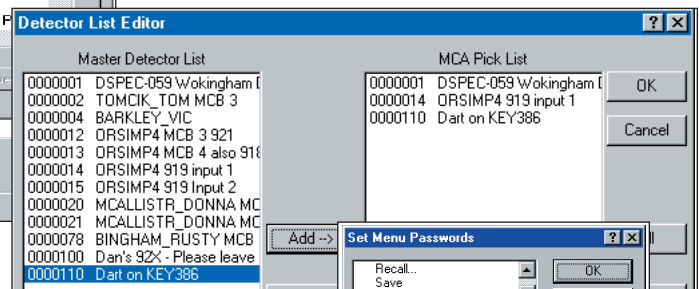 Detector List Editor
Master Detector List
0000001 DSPEC-059 Wokingham
0000002 TOMCIK_TOM MCB 3
0000004 BARKLEY_VIC
0000012 ORSIMP4 MCB 3 921
0000013 ORSIMP4 MCB 4 also 918
0000014 ORSIMP4 919 input 1
0000015 ORSIMP4 919 Input 2
0000020 MCALLISTR_DONNA MC
0000021 MCALLISTR_DONNA MC
0000078 BINGHAM_RUSTY MCB
0000100 Dan's 92X - Please leave
0000110 Dart on KEY386
Add -->
MCA Pick List
0000001 DSPEC-059 Wokingham
0000014 ORSIMP4 919 input 1
0000110 Dart on KEY386
OK
Cancel
Set Menu Passwords
Recall...
Save
OK